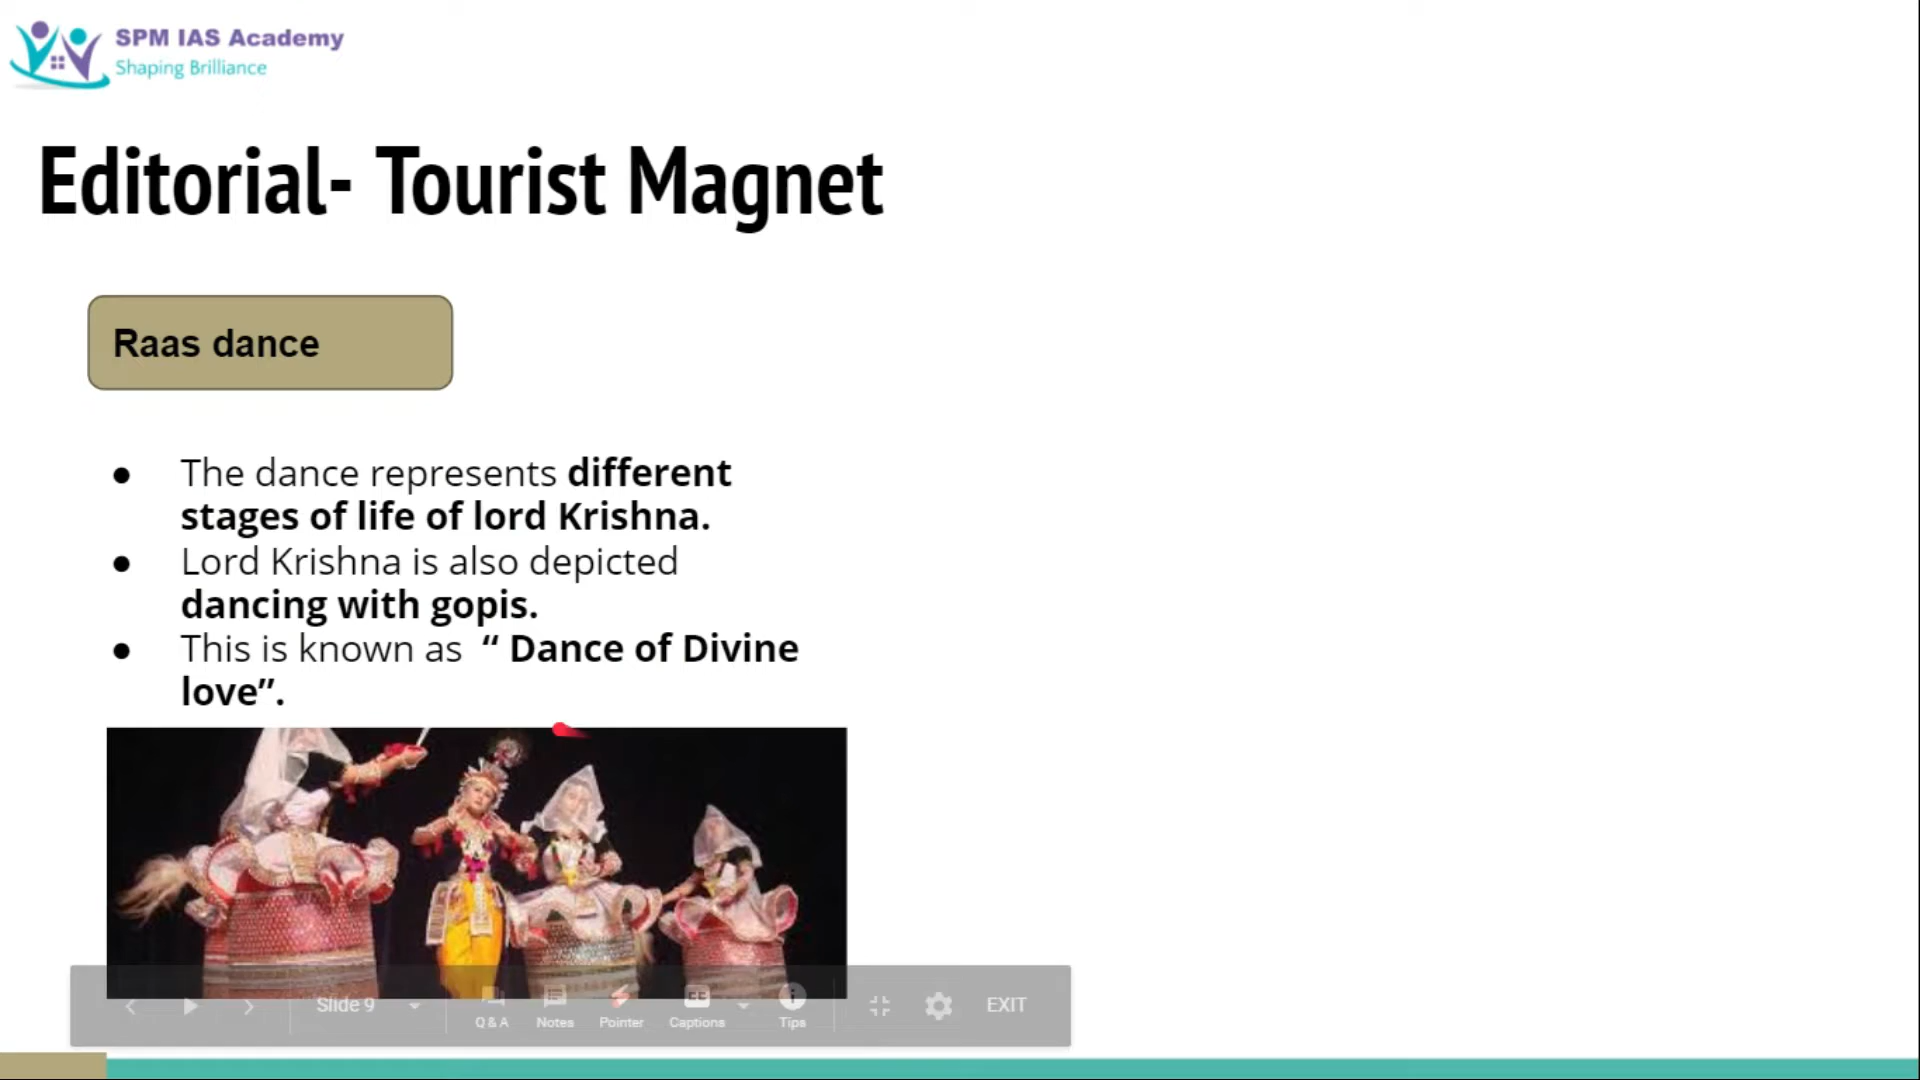 SPM IAS Academy
Shaping Brilliance
Editorial- Tourist Magnet
Raas dance
● The dance represents different
stages of life of lord Krishna.
● Lord Krishna is also depicted
dancing with gopis.
● This is known as “ Dance of Divine
love”.
Slide 9
Q & A
Notes
Pointer
CC
Captions
Tips
EXIT